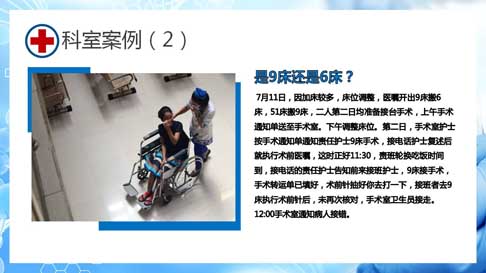 科室案例（2）
是9床还是6床？
7月11日，因加床较多，床位调整，医嘱开出9床搬6
床，51床搬9床，二人第二日均准备接台手术，上午手术
通知单送至手术室。下午调整床位。第二日，手术室护士
按手术通知单通知责任护士9床手术，接电话护士复述后
就执行术前医嘱，这时正好11:30，责班轮换吃饭时间
到，接电话的责任护士告知前来接班护士，9床接手术，
手术转运单已填好，术前针抽好你去打一下，接班者去9
床执行术前针后，未再次核对，手术室卫生员接走。
12:00手术室通知病人接错。